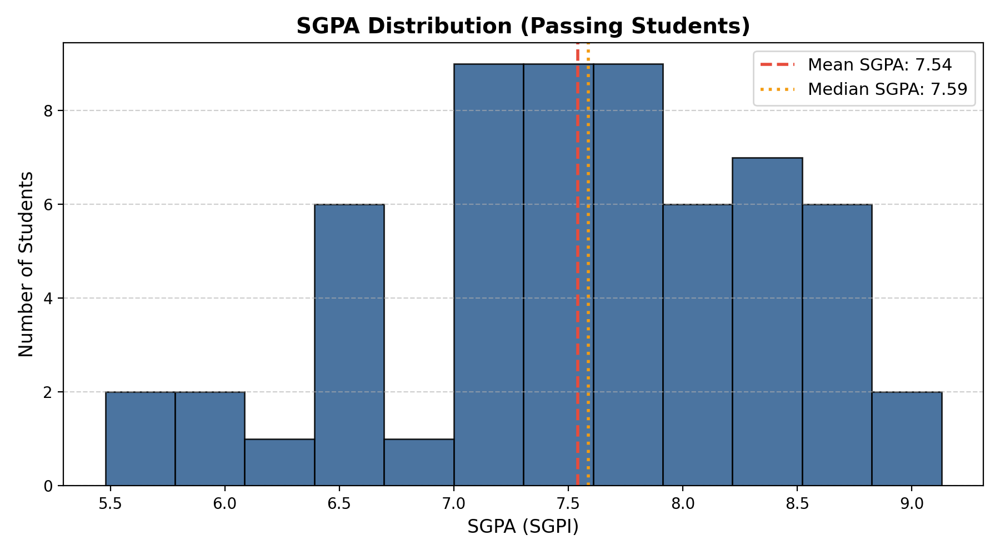 SGPA Distribution (Passing Students)
Mean SGPA: 7.54
Median SGPA: 7.59
Number of Students
8
6
4
2
0
5.5 6.0 6.5 7.0 7.5 8.0 8.5 9.0
SGPA (SGPI)